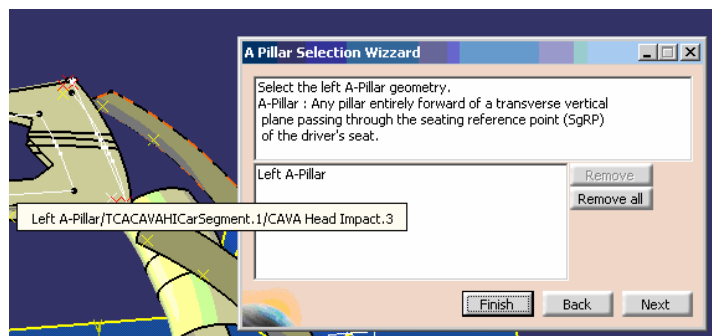 A Pillar Selection Wizzard
Select the left A-Pillar geometry.
A-Pillar : Any pillar entirely forward of a transverse vertical
plane passing through the seating reference point (SgRP)
of the driver's seat.
Left A-Pillar
Remove
Remove all
Left A-Pillar/TCACAVAHICarSegment.1/CAVA Head Impact.3
Finish
Back
Next